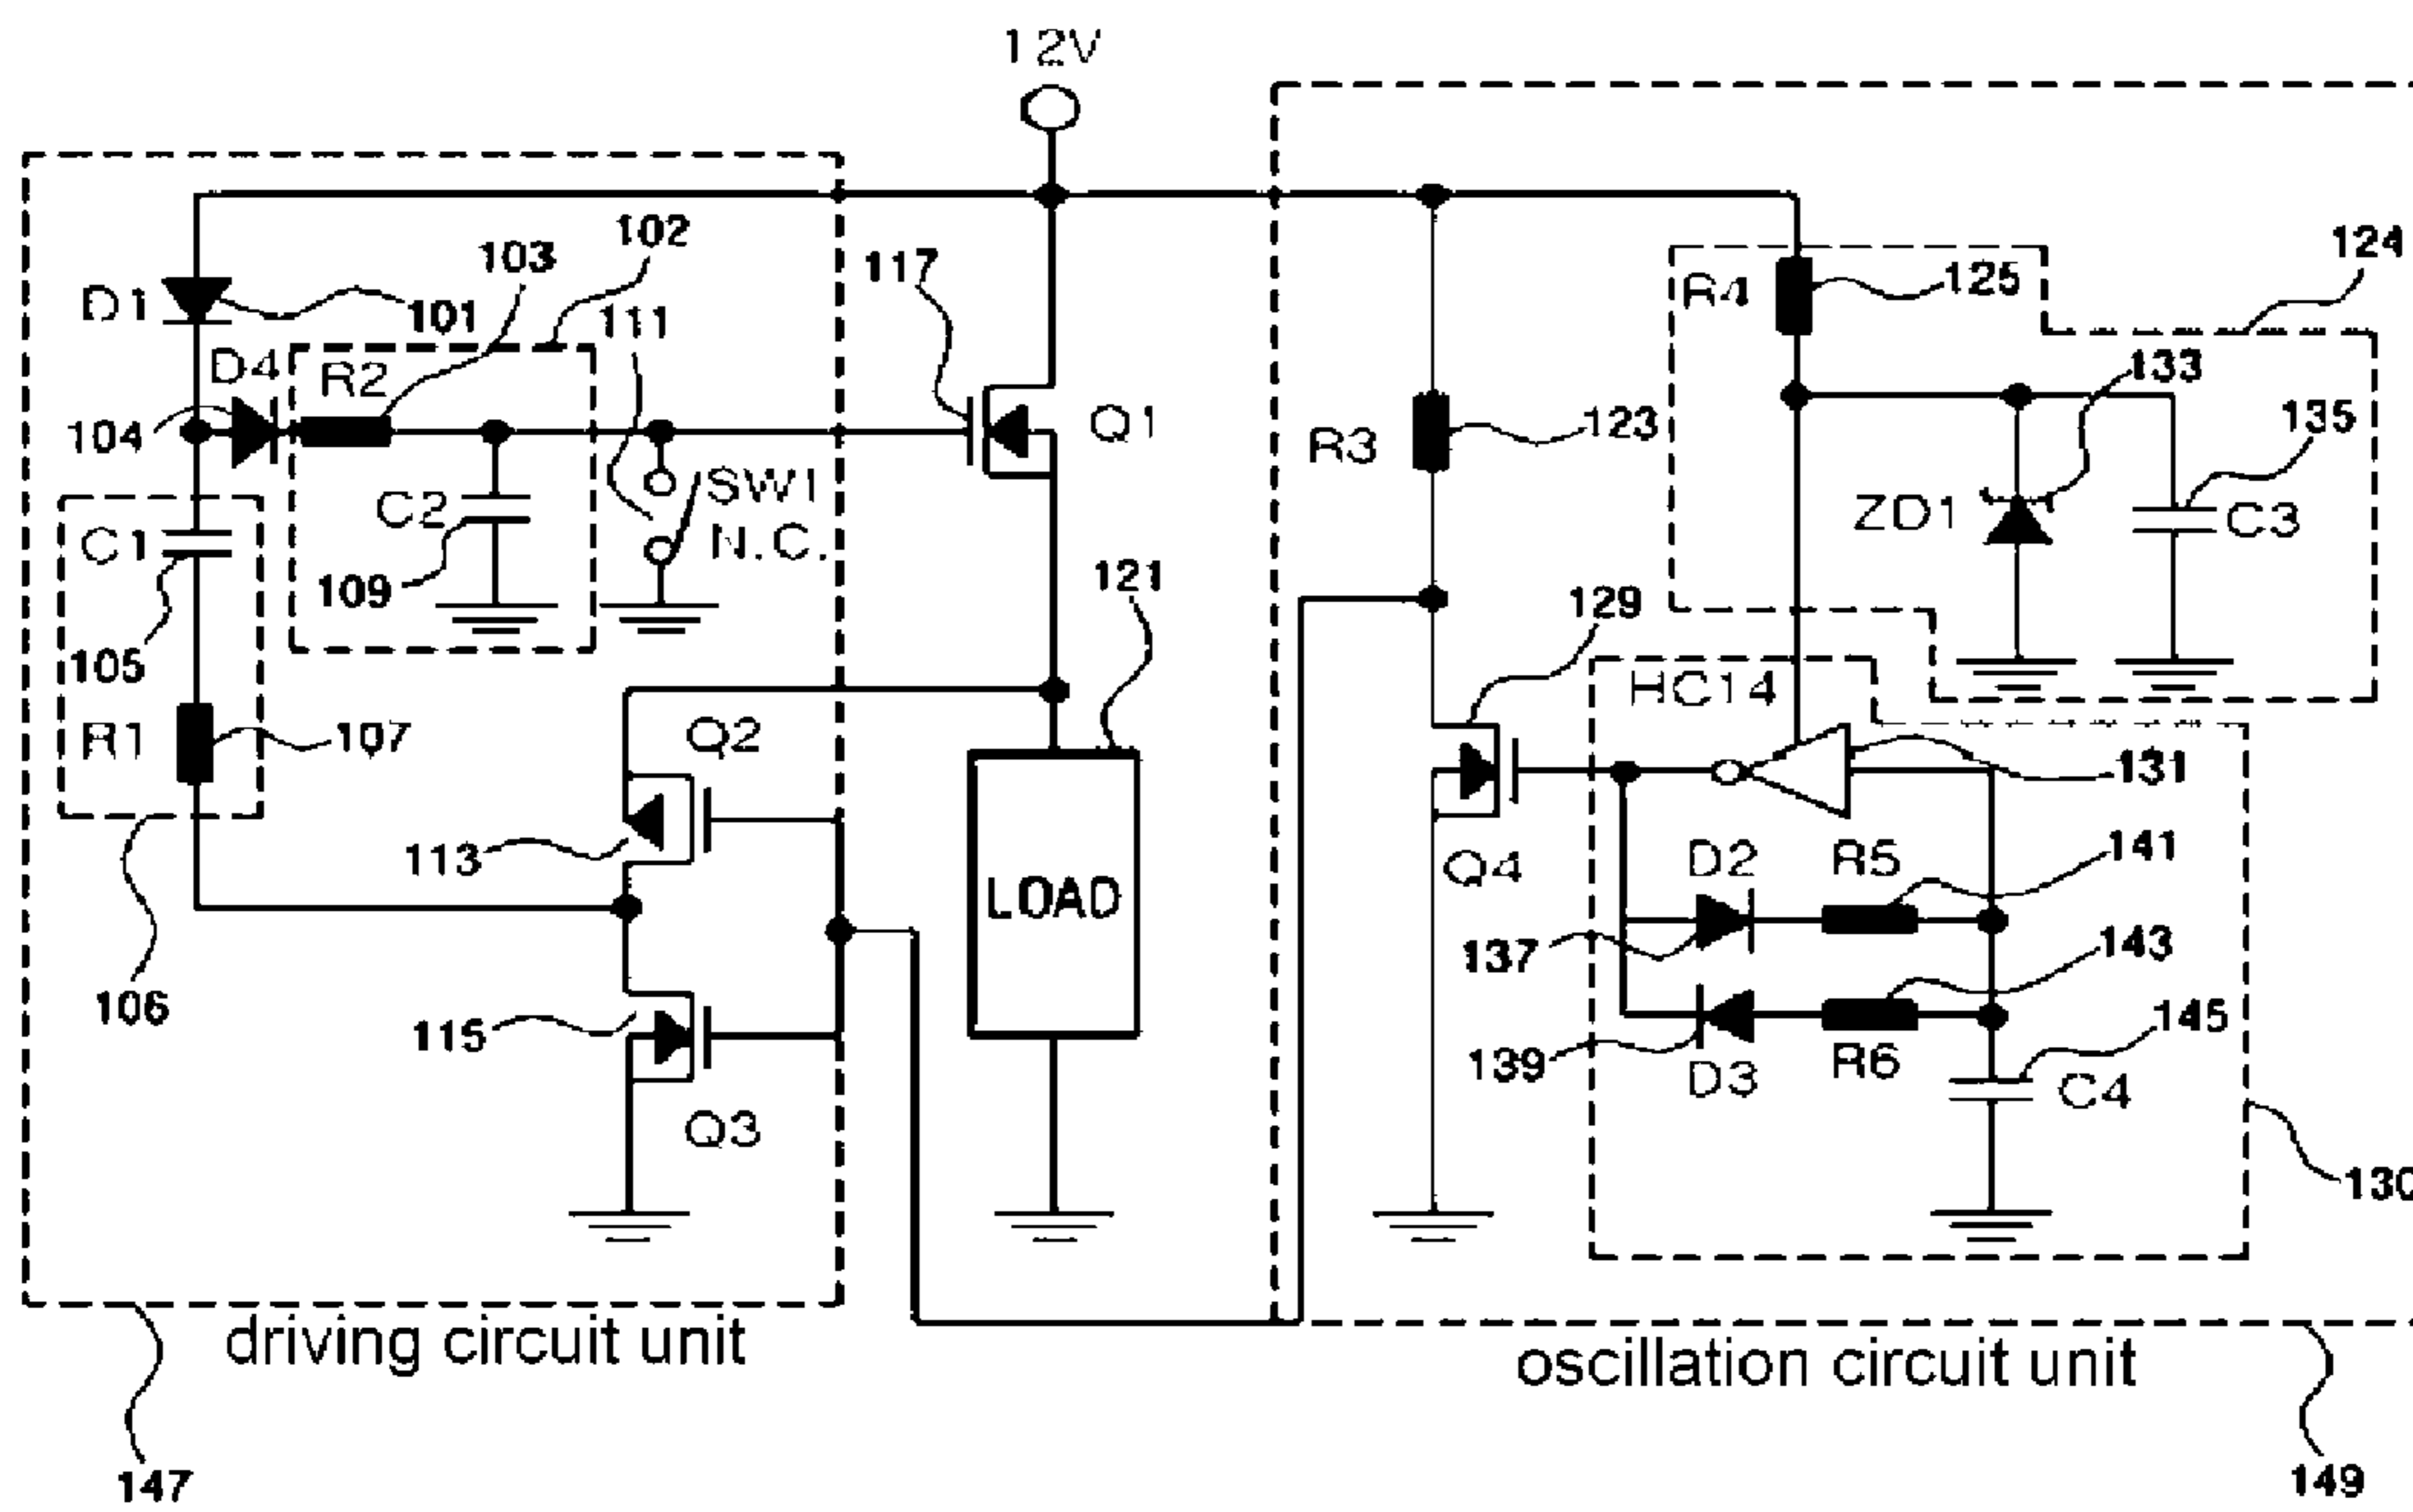 12V
102
103
124
117
111
D1
101
R4
125
D4
R2
133
104
Q1
R3
123
135
SW1
N.C.
C1
C2
ZD1
C3
109
121
129
105
HC14
R1
107
Q2
131
113
Q4
D2
R5
141
LOAD
137
143
106
115
145
139
D3
R6
C4
Q3
130
driving circuit unit
oscillation circuit unit
147
149